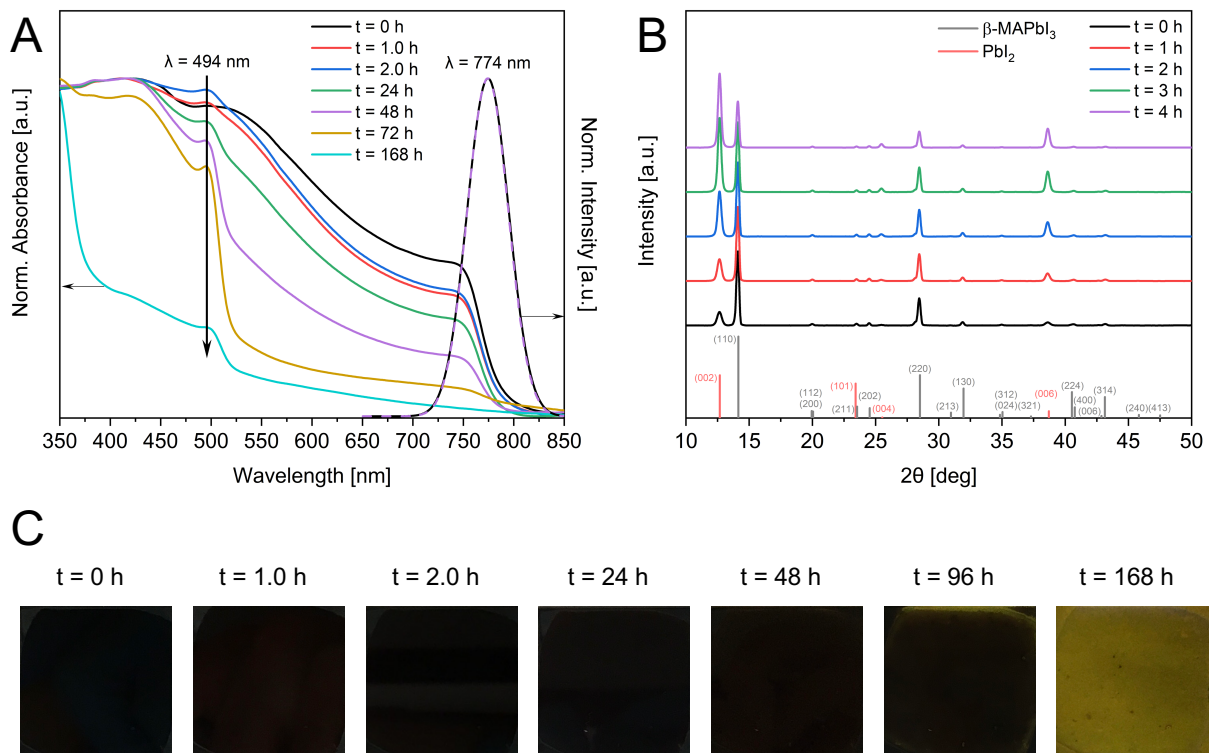 A
λ = 494 nm
λ = 774 nm
t = 0 h
t = 1.0 h
t = 2.0 h
t = 24 h
t = 48 h
t = 72 h
t = 168 h
Norm. Absorbance [a.u.]
Norm. Intensity [a.u.]
350 400 450 500 550 600 650 700 750 800 850
Wavelength [nm]
B
β-MAPbI3
PbI2
t = 0 h
t = 1 h
t = 2 h
t = 3 h
t = 4 h
Intensity [a.u.]
(002)
(110)
(112)
(200)
(211)
(101)
(202)
(004)
(220)
(213)
(130)
(312)
(024)
(321)
(006)
(224)
(400)
(006)
(314)
(240)
(413)
10 15 20 25 30 35 40 45 50
2θ [deg]
C
t = 0 h
t = 1.0 h
t = 2.0 h
t = 24 h
t = 48 h
t = 96 h
t = 168 h